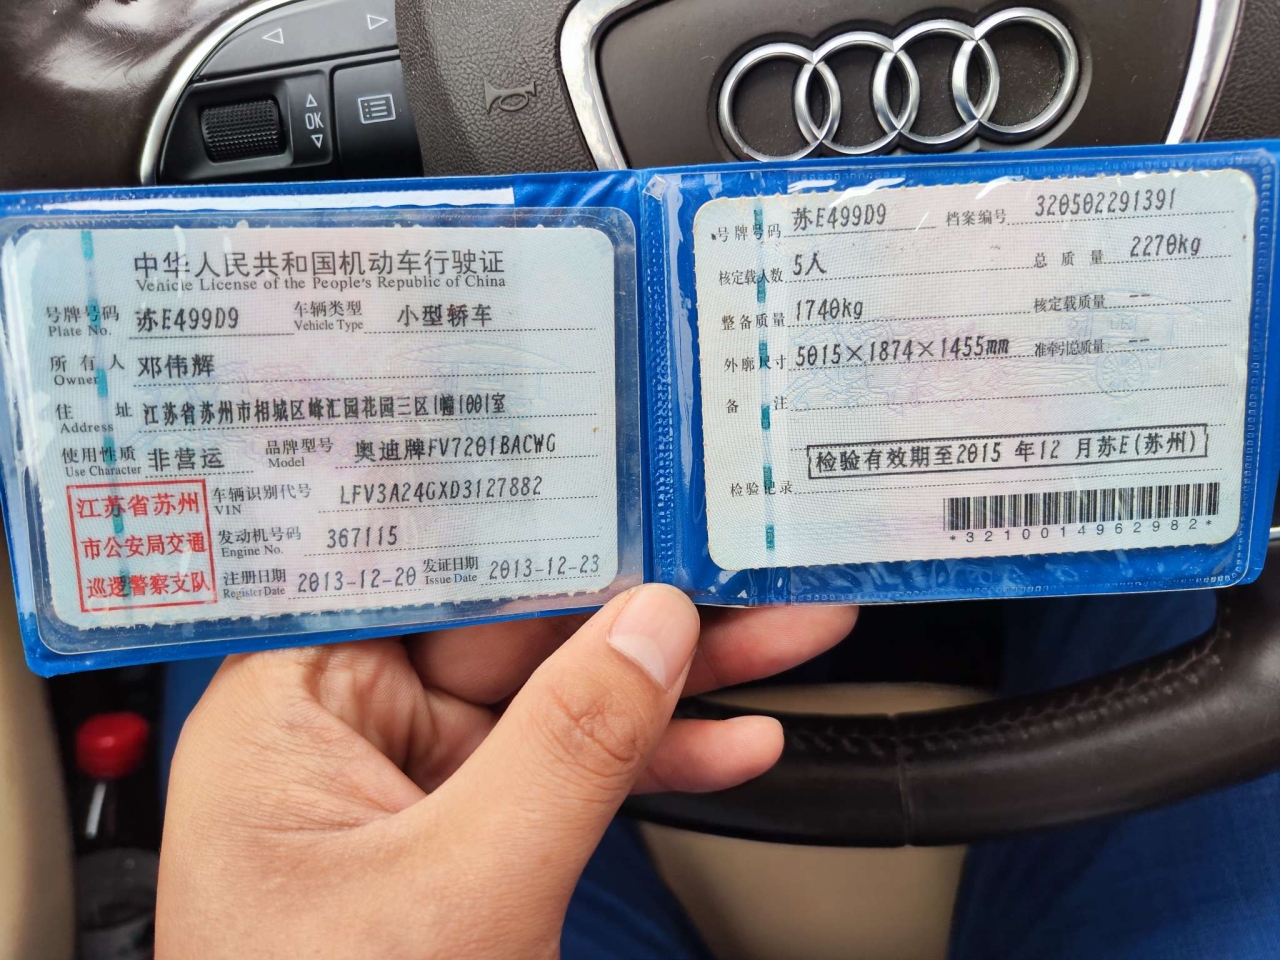 OK
中华人民共和国机动车行驶证
Vehicle License of the People's Republic of China
号牌号码 苏E499D9 车辆类型 小型轿车
Plate No. Vehicle Type
所有人 邓伟辉
Owner
住址 江苏省苏州市相城区峰汇园花园三区1幢1001室
Address
使用性质 非营运 品牌型号 奥迪牌FV7201BACWG
Use Character Model
江苏省苏州
市公安局交通
巡逻警察支队
车辆识别代号 LFV3A24GXD3127882
VIN
发动机号码 367115
Engine No.
注册日期 2013-12-20 发证日期 2013-12-23
Register Date Issue Date
号牌号码 苏E499D9 档案编号 320502291391
核定载人数 5人 总质量 2270kg
整备质量 1740kg 核定载质量 --
外廓尺寸 5015×1874×1455mm 准牵引总质量 --
备注
检验有效期至2015年12月苏E(苏州)
检验记录
*3210014962982*